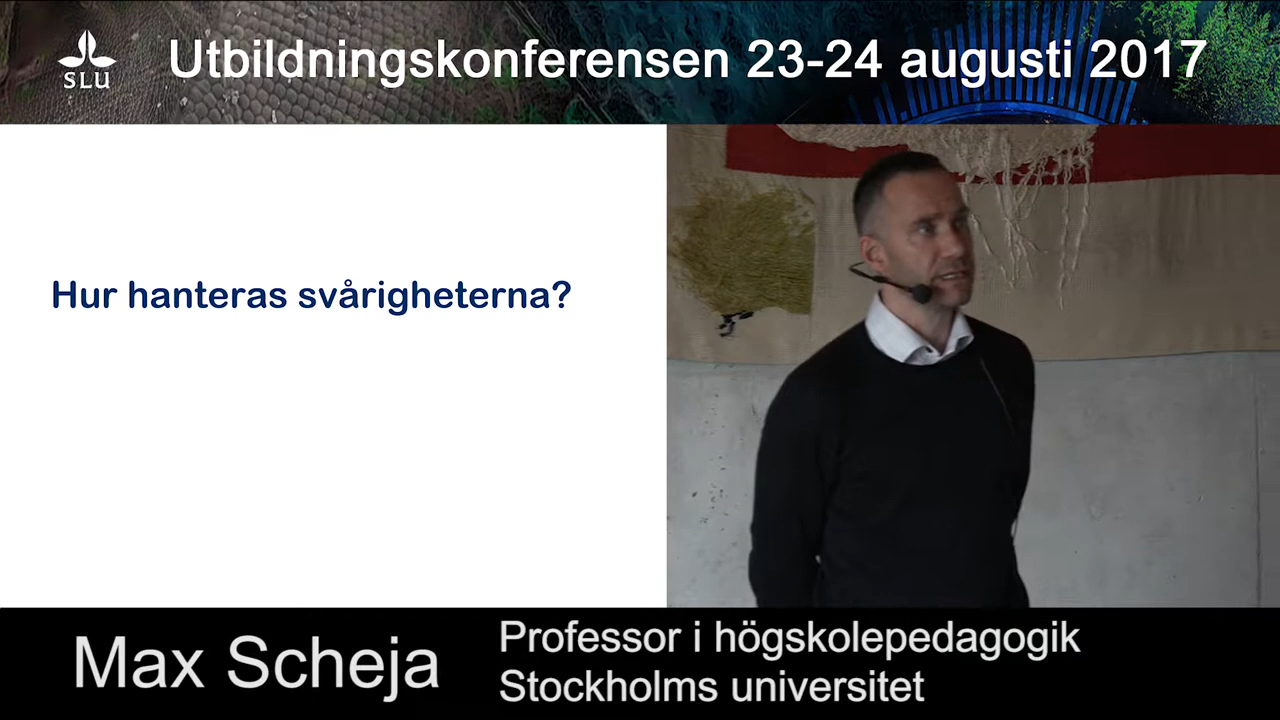 SLU
Utbildningskonferensen 23-24 augusti 2017
Hur hanteras svårigheterna?
Max Scheja
Professor i högskolepedagogik
Stockholms universitet